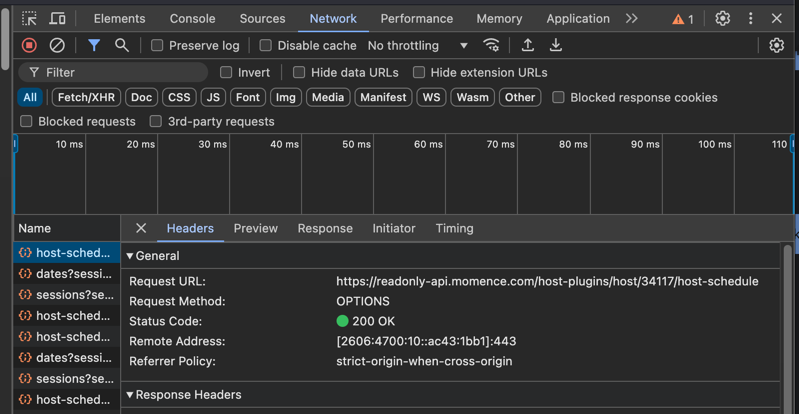 Elements Console Sources Network Performance Memory Application 1
Preserve log Disable cache No throttling
Filter Invert Hide data URLs Hide extension URLs
All Fetch/XHR Doc CSS JS Font Img Media Manifest WS Wasm Other Blocked response cookies
Blocked requests 3rd-party requests
10 ms 20 ms 30 ms 40 ms 50 ms 60 ms 70 ms 80 ms 90 ms 100 ms 110
Name Headers Preview Response Initiator Timing
host-sched... General
dates?sessi... Request URL: https://readonly-api.momence.com/host-plugins/host/34117/host-schedule
sessions?se... Request Method: OPTIONS
host-sched... Status Code: 200 OK
host-sched... Remote Address: [2606:4700:10::ac43:1bb1]:443
dates?sessi... Referrer Policy: strict-origin-when-cross-origin
sessions?se...
host-sched... Response Headers